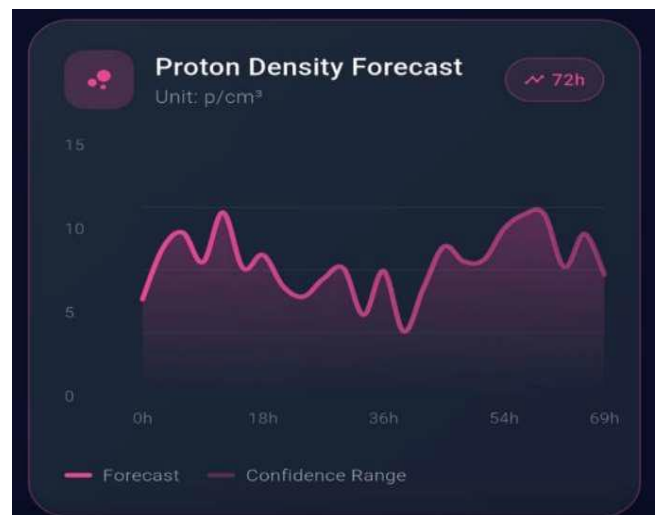 Proton Density Forecast
Unit: p/cm³
72h
15
10
5
0
0h 18h 36h 54h 69h
Forecast Confidence Range